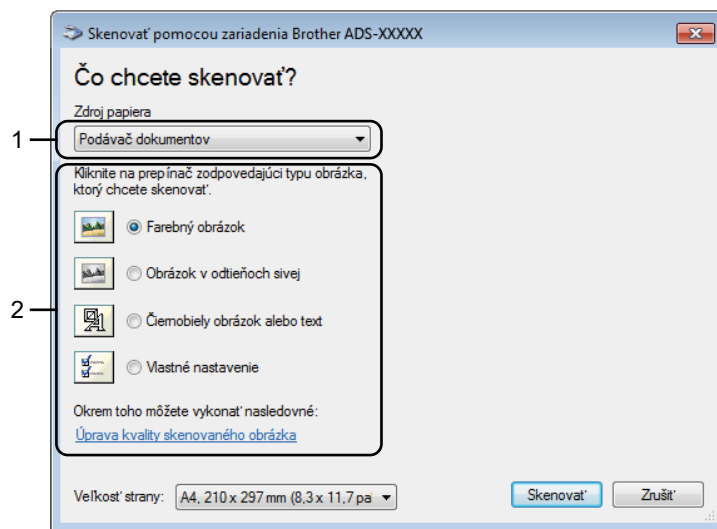 Skenovať pomocou zariadenia Brother ADS-XXXXX
Čo chcete skenovať?
Zdroj papiera
1
Podávač dokumentov
Kliknite na prepínač zodpovedajúci typu obrázka,
ktorý chcete skenovať.
Farebný obrázok
Obrázok v odtieňoch sivej
2
Čiernobiely obrázok alebo text
Vlastné nastavenie
Okrem toho môžete vykonať nasledovné:
Úprava kvality skenovaného obrázka
Veľkosť strany: A4, 210 x 297 mm (8,3 x 11,7 pa
Skenovať Zrušiť